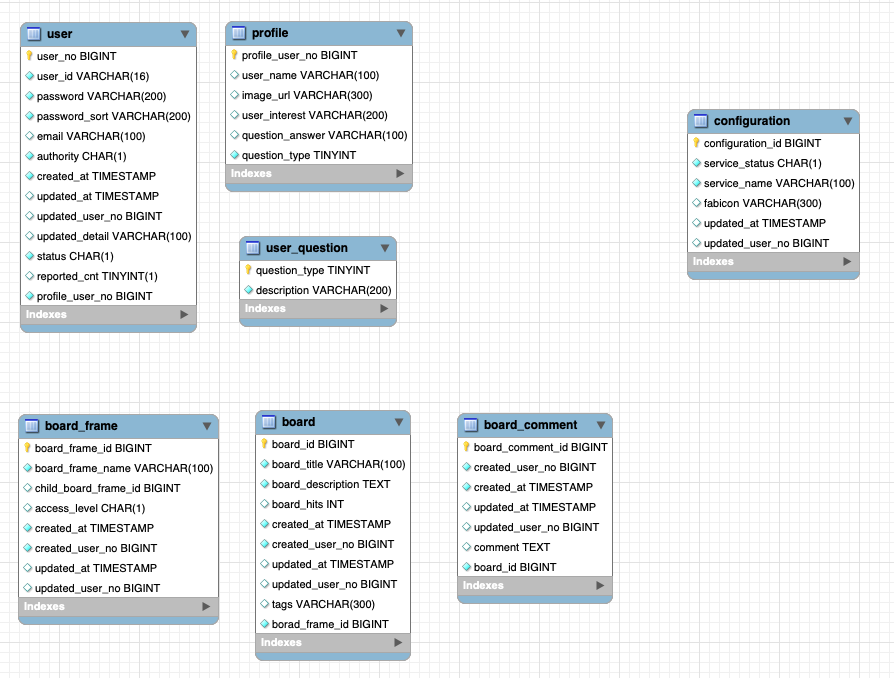 user
user_no BIGINT
user_id VARCHAR(16)
password VARCHAR(200)
password_sort VARCHAR(200)
email VARCHAR(100)
authority CHAR(1)
created_at TIMESTAMP
updated_at TIMESTAMP
updated_user_no BIGINT
updated_detail VARCHAR(100)
status CHAR(1)
reported_cnt TINYINT(1)
profile_user_no BIGINT
Indexes
profile
profile_user_no BIGINT
user_name VARCHAR(100)
image_url VARCHAR(300)
user_interest VARCHAR(200)
question_answer VARCHAR(100)
question_type TINYINT
Indexes
user_question
question_type TINYINT
description VARCHAR(200)
Indexes
configuration
configuration_id BIGINT
service_status CHAR(1)
service_name VARCHAR(100)
fabicon VARCHAR(300)
updated_at TIMESTAMP
updated_user_no BIGINT
Indexes
board_frame
board_frame_id BIGINT
board_frame_name VARCHAR(100)
child_board_frame_id BIGINT
access_level CHAR(1)
created_at TIMESTAMP
created_user_no BIGINT
updated_at TIMESTAMP
updated_user_no BIGINT
Indexes
board
board_id BIGINT
board_title VARCHAR(100)
board_description TEXT
board_hits INT
created_at TIMESTAMP
created_user_no BIGINT
updated_at TIMESTAMP
updated_user_no BIGINT
tags VARCHAR(300)
borad_frame_id BIGINT
Indexes
board_comment
board_comment_id BIGINT
created_user_no BIGINT
created_at TIMESTAMP
updated_at TIMESTAMP
updated_user_no BIGINT
comment TEXT
board_id BIGINT
Indexes